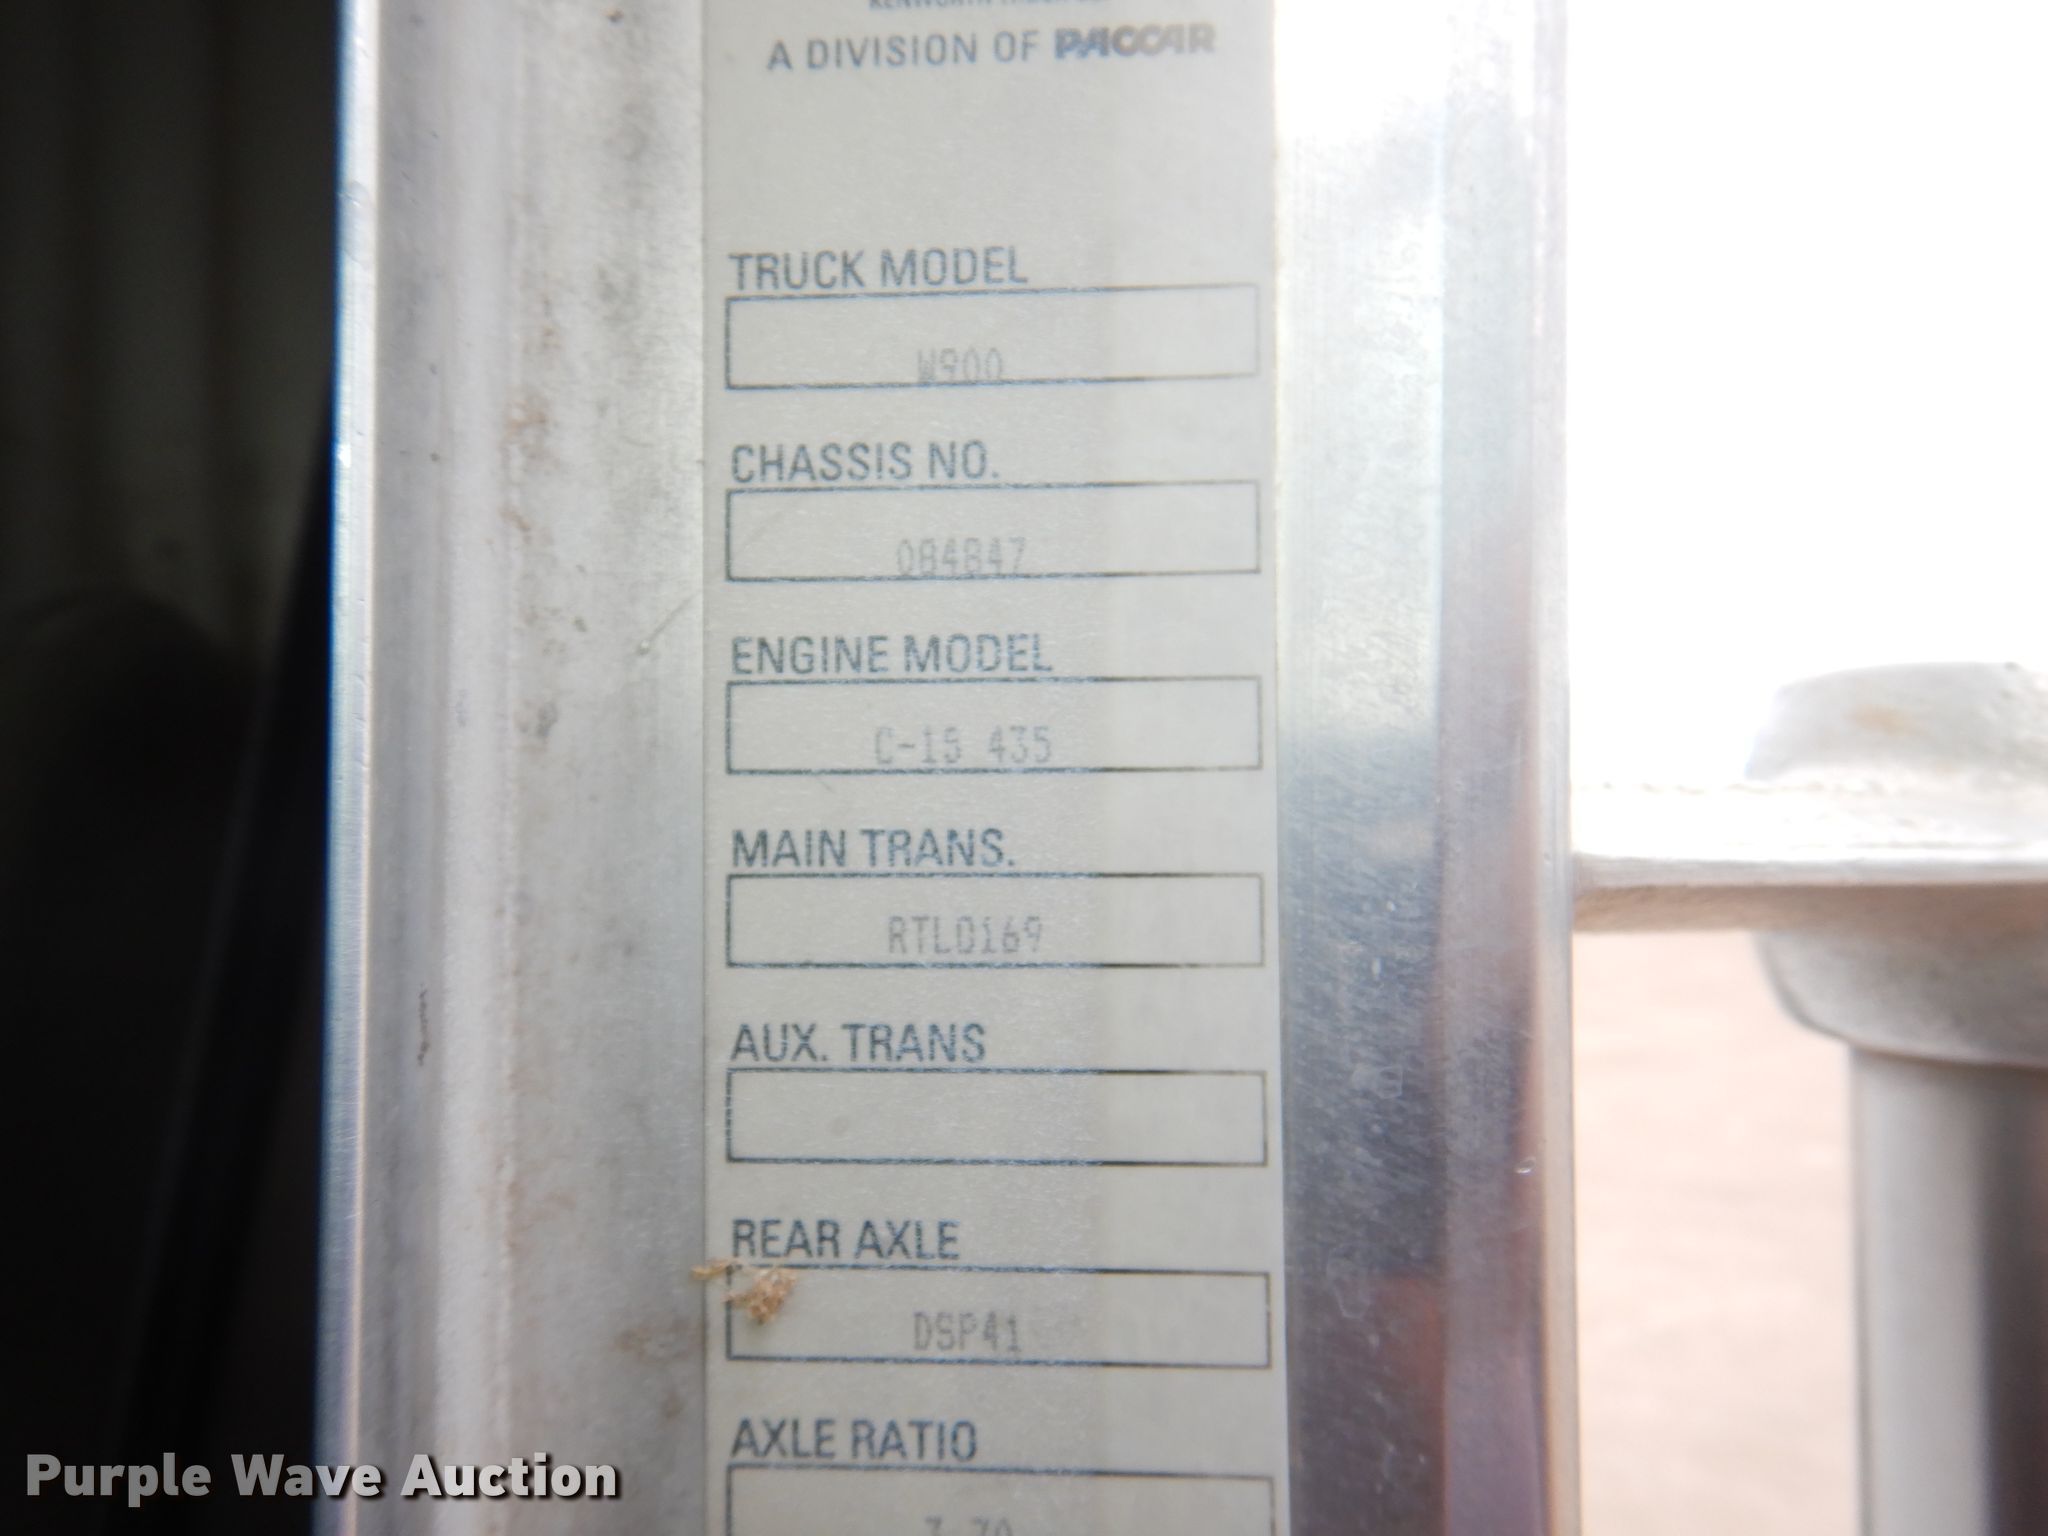 A DIVISION OF PACCAR
TRUCK MODEL
W900
CHASSIS NO.
084847
ENGINE MODEL
C-15 435
MAIN TRANS.
RTLO169
AUX. TRANS
REAR AXLE
DSP41
AXLE RATIO
Purple Wave Auction